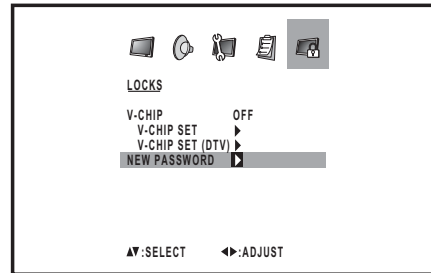 LOCKS
V-CHIP OFF
V-CHIP SET ▶
V-CHIP SET (DTV) ▶
NEW PASSWORD ▶
▲▼:SELECT ◀▶:ADJUST